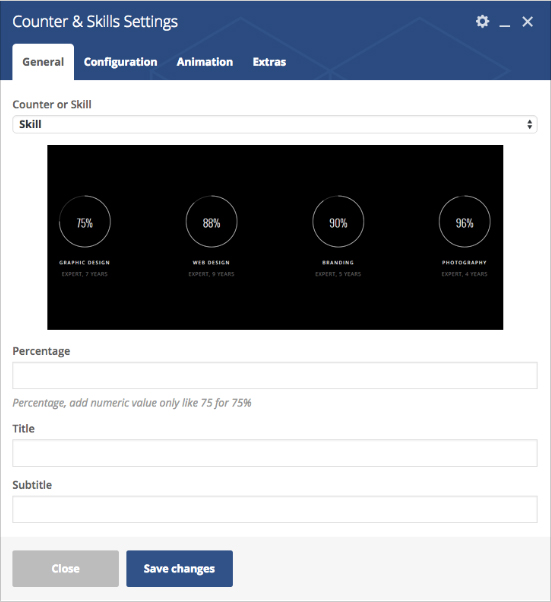 Counter & Skills Settings
General Configuration Animation Extras
Counter or Skill
Skill
75% 88% 90% 96%
GRAPHIC DESIGN WEB DESIGN BRANDING PHOTOGRAPHY
EXPERT, 7 YEARS EXPERT, 9 YEARS EXPERT, 5 YEARS EXPERT, 4 YEARS
Percentage
Percentage, add numeric value only like 75 for 75%
Title
Subtitle
Close Save changes